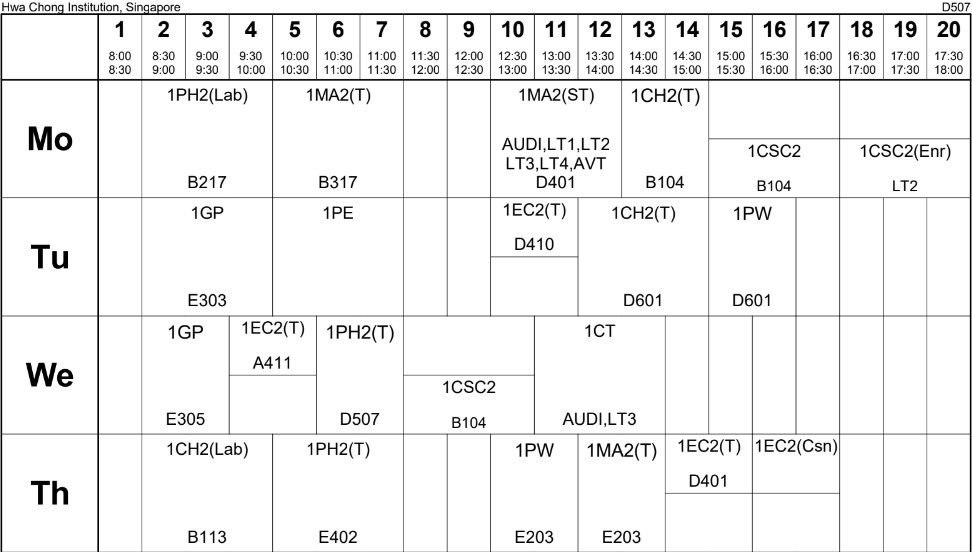 Hwa Chong Institution, Singapore D507
1 2 3 4 5 6 7 8 9 10 11 12 13 14 15 16 17 18 19 20
8:00 8:30 9:00 9:30 10:00 10:30 11:00 11:30 12:00 12:30 13:00 13:30 14:00 14:30 15:00 15:30 16:00 16:30 17:00 17:30
8:30 9:00 9:30 10:00 10:30 11:00 11:30 12:00 12:30 13:00 13:30 14:00 14:30 15:00 15:30 16:00 16:30 17:00 17:30 18:00
Mo
1PH2(Lab) 1MA2(T) 1MA2(ST) 1CH2(T)
AUDI,LT1,LT2 1CSC2 1CSC2(Enr)
LT3,LT4,AVT
B217 B317 D401 B104 B104 LT2
Tu
1GP 1PE 1EC2(T) 1CH2(T) 1PW
D410
E303 D601 D601
We
1GP 1EC2(T) 1PH2(T) 1CT
A411
1CSC2
E305 D507 B104 AUDI,LT3
Th
1CH2(Lab) 1PH2(T) 1PW 1MA2(T) 1EC2(T) 1EC2(Csn)
D401
B113 E402 E203 E203